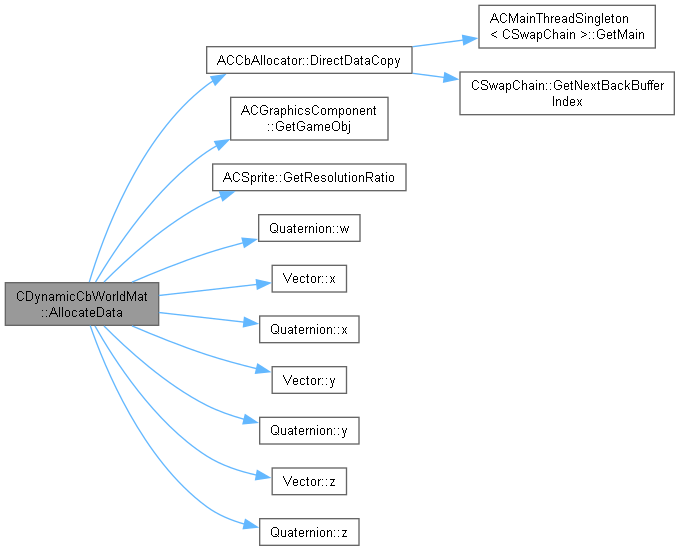 ACMainThreadSingleton
< CSwapChain >::GetMain
ACCbAllocator::DirectDataCopy
CSwapChain::GetNextBackBuffer
Index
ACGraphicsComponent
::GetGameObj
ACSprite::GetResolutionRatio
Quaternion::w
CDynamicCbWorldMat
::AllocateData
Vector::x
Quaternion::x
Vector::y
Quaternion::y
Vector::z
Quaternion::z